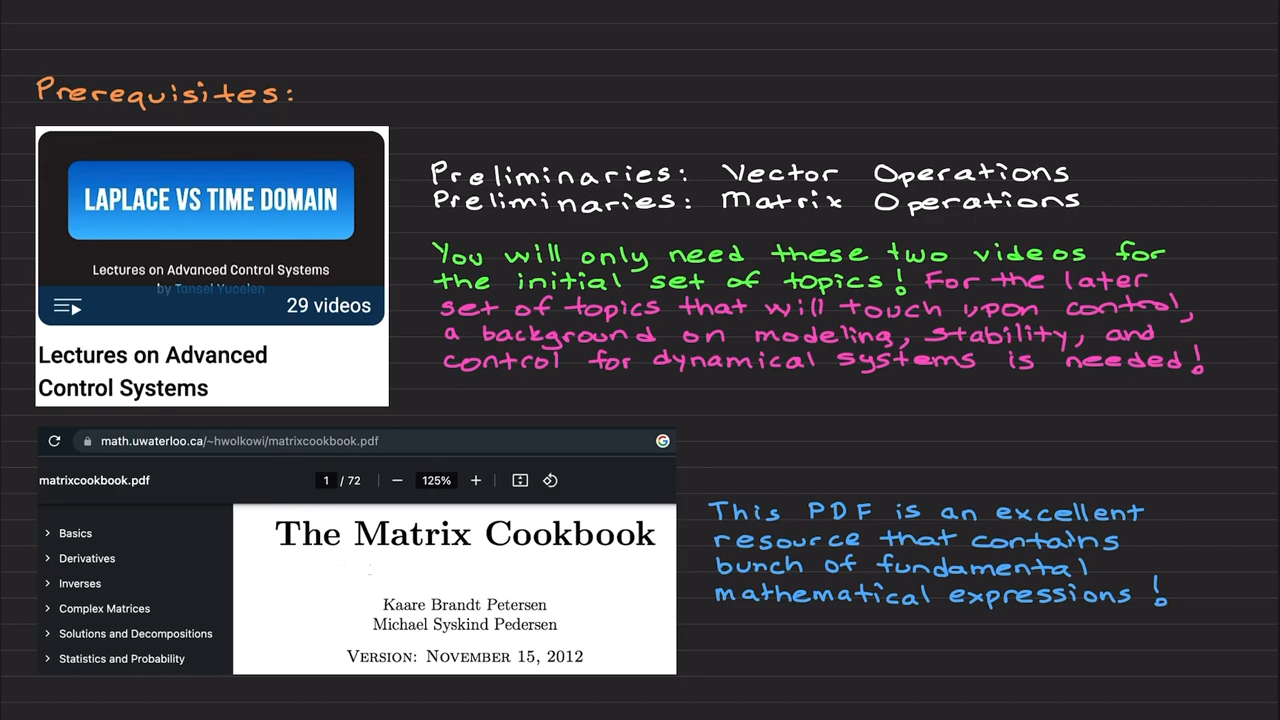 Prerequisites:
LAPLACE VS TIME DOMAIN
Lectures on Advanced Control Systems
by Tansel Yucelen
29 videos
Lectures on Advanced
Control Systems
Preliminaries: Vector Operations
Preliminaries: Matrix Operations
You will only need these two videos for
the initial set of topics! For the later
set of topics that will touch upon control,
a background on modeling, stability, and
control for dynamical systems is needed!
math.uwaterloo.ca/~hwolkowi/matrixcookbook.pdf
matrixcookbook.pdf
1 / 72
125%
Basics
Derivatives
Inverses
Complex Matrices
Solutions and Decompositions
Statistics and Probability
The Matrix Cookbook
Kaare Brandt Petersen
Michael Syskind Pedersen
VERSION: NOVEMBER 15, 2012
This PDF is an excellent
resource that contains
bunch of fundamental
mathematical expressions!